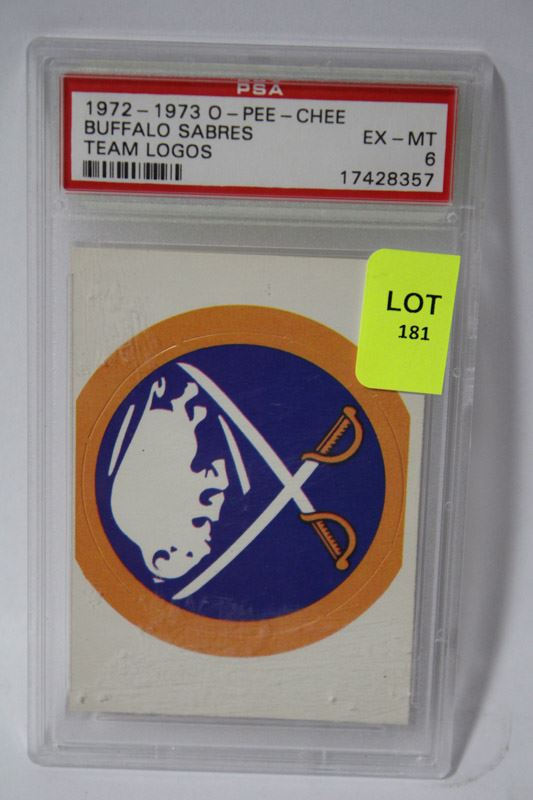 PSA
1972-1973 O-PEE-CHEE
BUFFALO SABRES
EX-MT
TEAM LOGOS
6
17428357
LOT
181